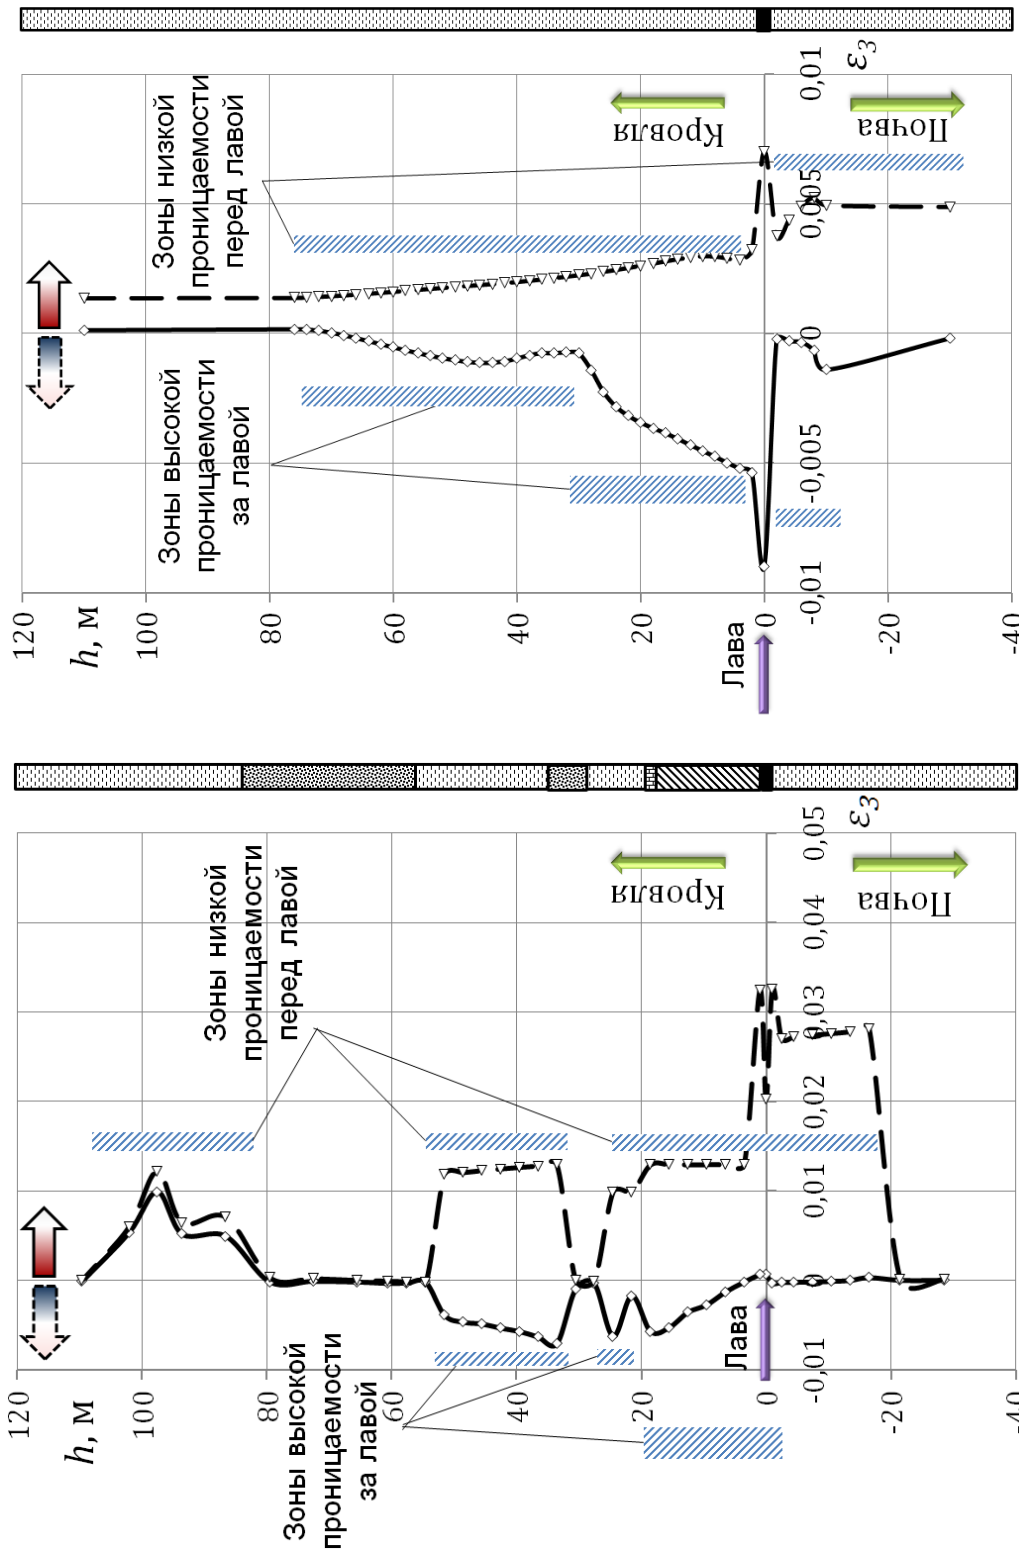 120
100
80
60
40
20
0
-20
-40
h, м
Зоны высокой
проницаемости
за лавой
Зоны низкой
проницаемости
перед лавой
Лава
Кровля
Почва
-0,01
-0,005
0
0,005
0,01
ε₃
120
100
80
60
40
20
0
-20
-40
h, м
Зоны высокой
проницаемости
за лавой
Зоны низкой
проницаемости
перед лавой
Лава
Кровля
Почва
-0,01
0
0,01
0,02
0,03
0,04
0,05
ε₃